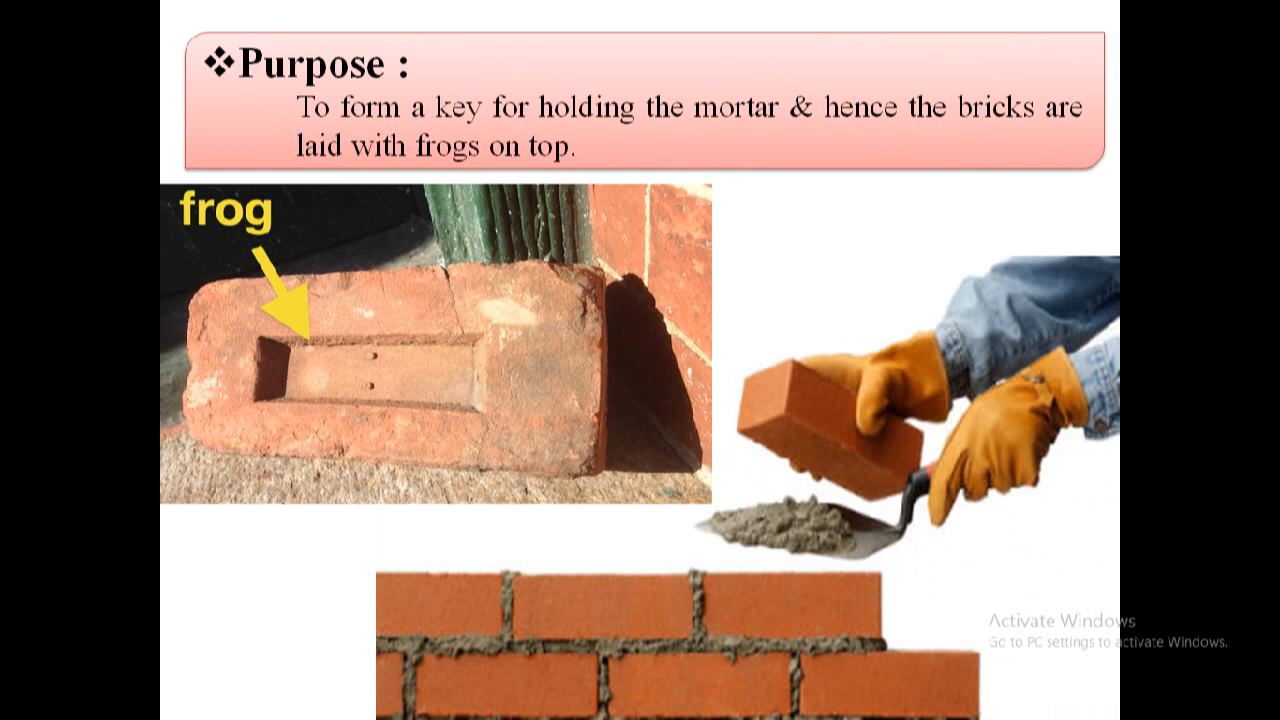 ❖Purpose :
To form a key for holding the mortar & hence the bricks are
laid with frogs on top.
frog
Activate Windows
Go to PC settings to activate Windows.